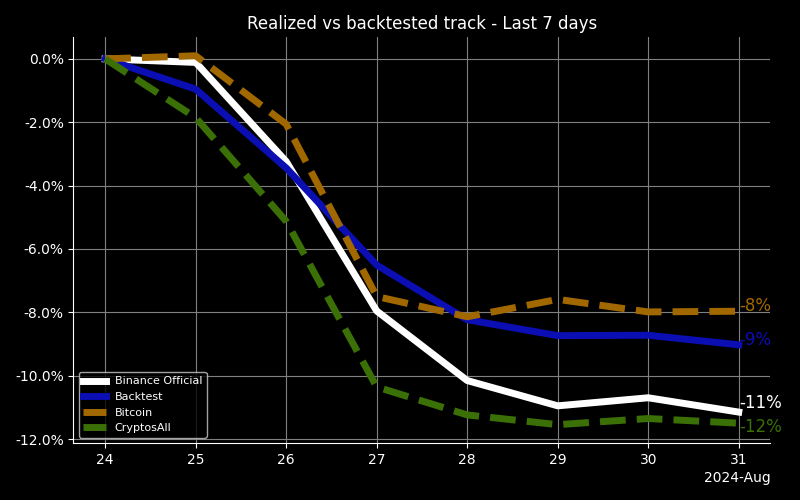 Realized vs backtested track - Last 7 days
0.0%
-2.0%
-4.0%
-6.0%
-8.0%
-10.0%
-12.0%
-8%
-9%
-11%
-12%
Binance Official
Backtest
Bitcoin
CryptosAll
24 25 26 27 28 29 30 31
2024-Aug